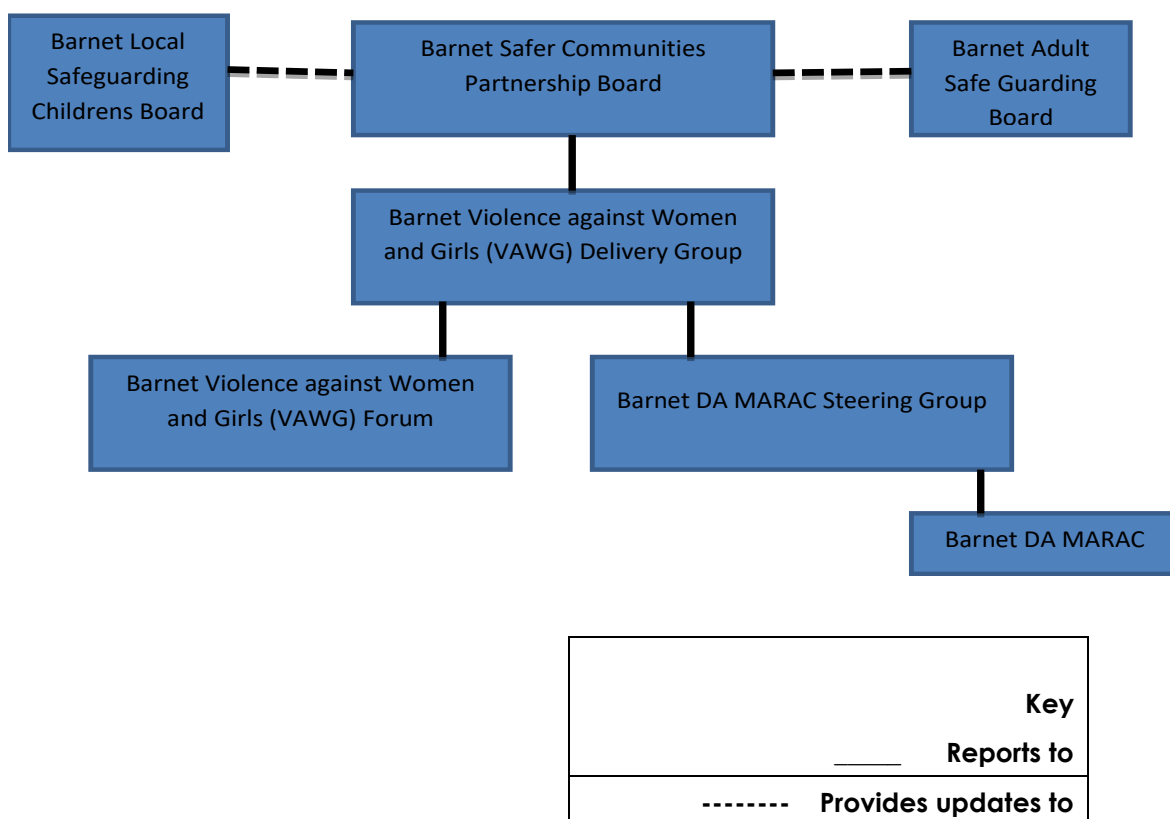 Barnet Local
Safeguarding
Childrens Board
Barnet Safer Communities
Partnership Board
Barnet Adult
Safe Guarding
Board
Barnet Violence against Women
and Girls (VAWG) Delivery Group
Barnet Violence against Women
and Girls (VAWG) Forum
Barnet DA MARAC Steering Group
Barnet DA MARAC
Key
_____ Reports to
-------- Provides updates to